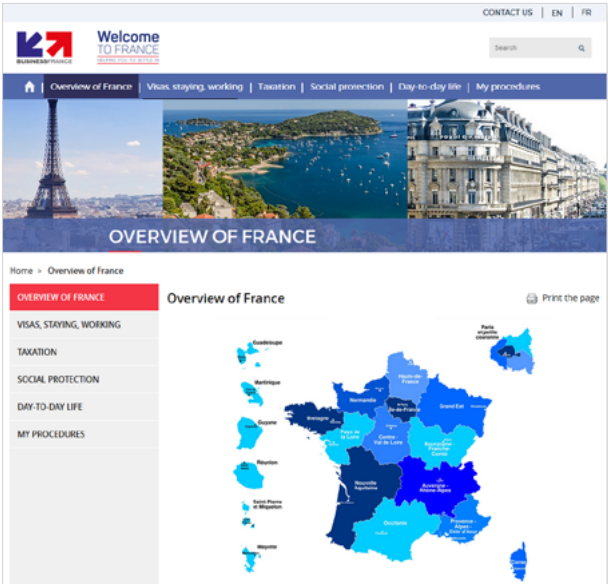 CONTACT US | EN | FR
BUSINESSFRANCE
Welcome
TO FRANCE
HELPING YOU TO SETTLE IN
Search
Overview of France | Visas, staying, working | Taxation | Social protection | Day-to-day life | My procedures
OVERVIEW OF FRANCE
Home > Overview of France
OVERVIEW OF FRANCE
VISAS, STAYING, WORKING
TAXATION
SOCIAL PROTECTION
DAY-TO-DAY LIFE
MY PROCEDURES
Overview of France
Print the page
Guadeloupe
Martinique
Guyane
Réunion
Saint-Pierre
et Miquelon
Mayotte
Paris
et petite
couronne
Hauts-de-
France
Normandie
Île-de-France
Grand Est
Bretagne
Pays de
la Loire
Centre -
Val de Loire
Bourgogne-
Franche-
Comté
Nouvelle
Aquitaine
Auvergne -
Rhône-Alpes
Occitanie
Provence -
Alpes -
Côte d'Azur
Corse